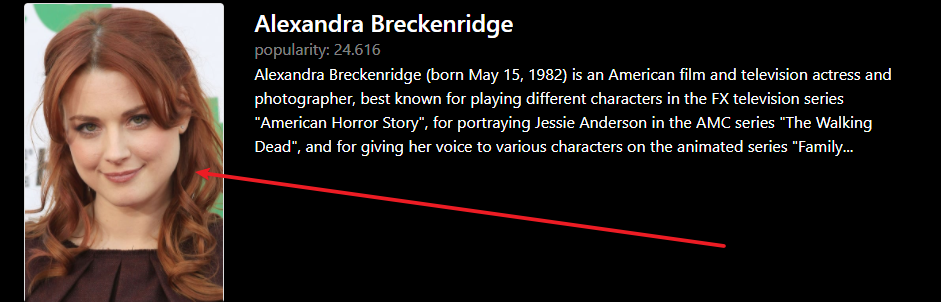 Alexandra Breckenridge
popularity: 24.616
Alexandra Breckenridge (born May 15, 1982) is an American film and television actress and
photographer, best known for playing different characters in the FX television series
"American Horror Story", for portraying Jessie Anderson in the AMC series "The Walking
Dead", and for giving her voice to various characters on the animated series "Family...